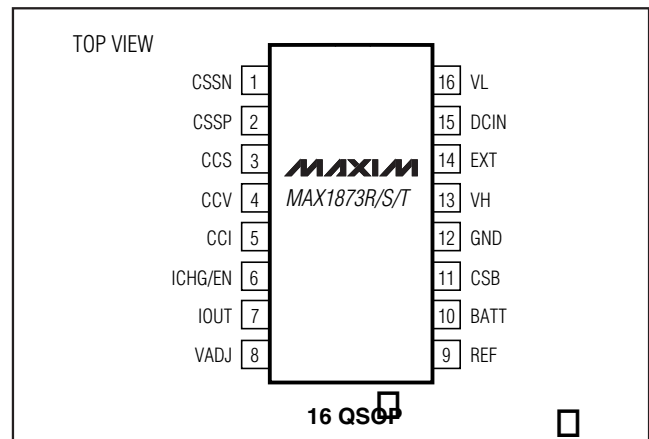 TOP VIEW
CSSN 1 16 VL
CSSP 2 15 DCIN
CCS 3 14 EXT
MAXIM
CCV 4 MAX1873R/S/T 13 VH
CCI 5 12 GND
ICHG/EN 6 11 CSB
IOUT 7 10 BATT
VADJ 8 9 REF
16 QSOP